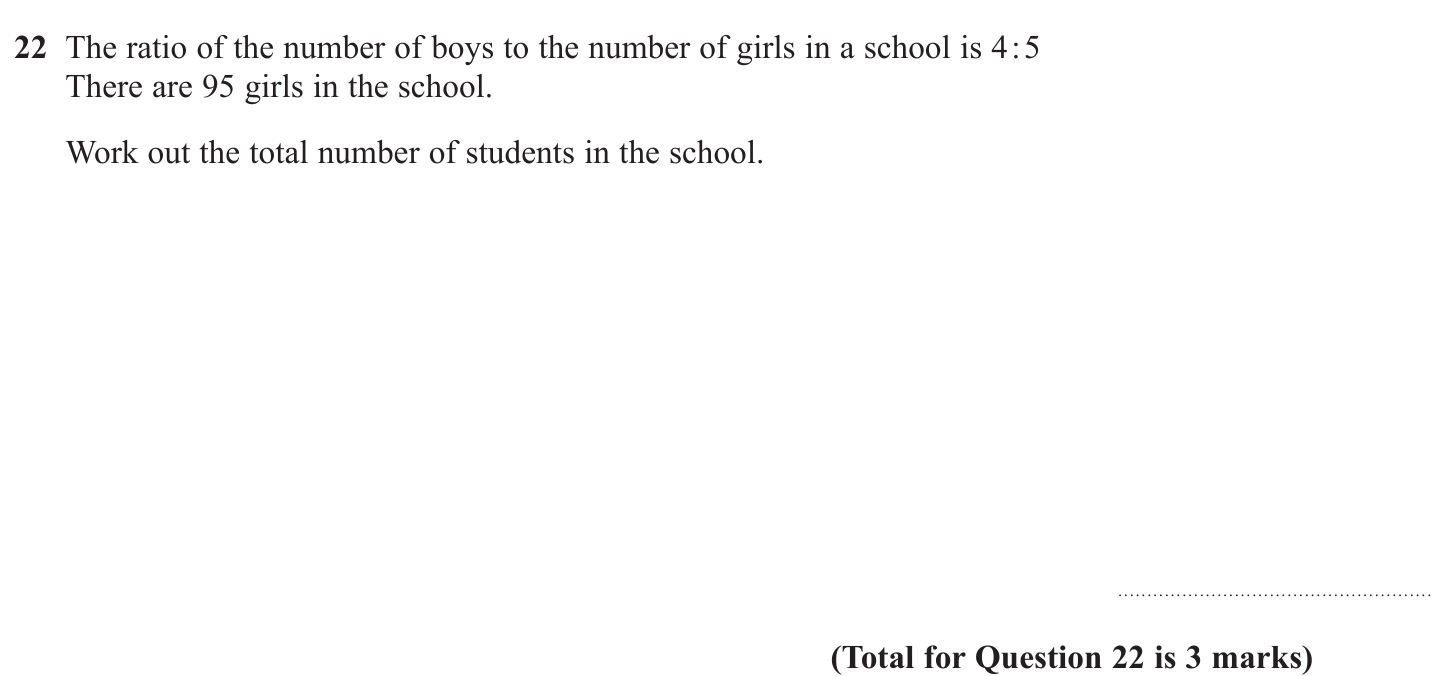 22 The ratio of the number of boys to the number of girls in a school is 4:5
There are 95 girls in the school.
Work out the total number of students in the school.
(Total for Question 22 is 3 marks)